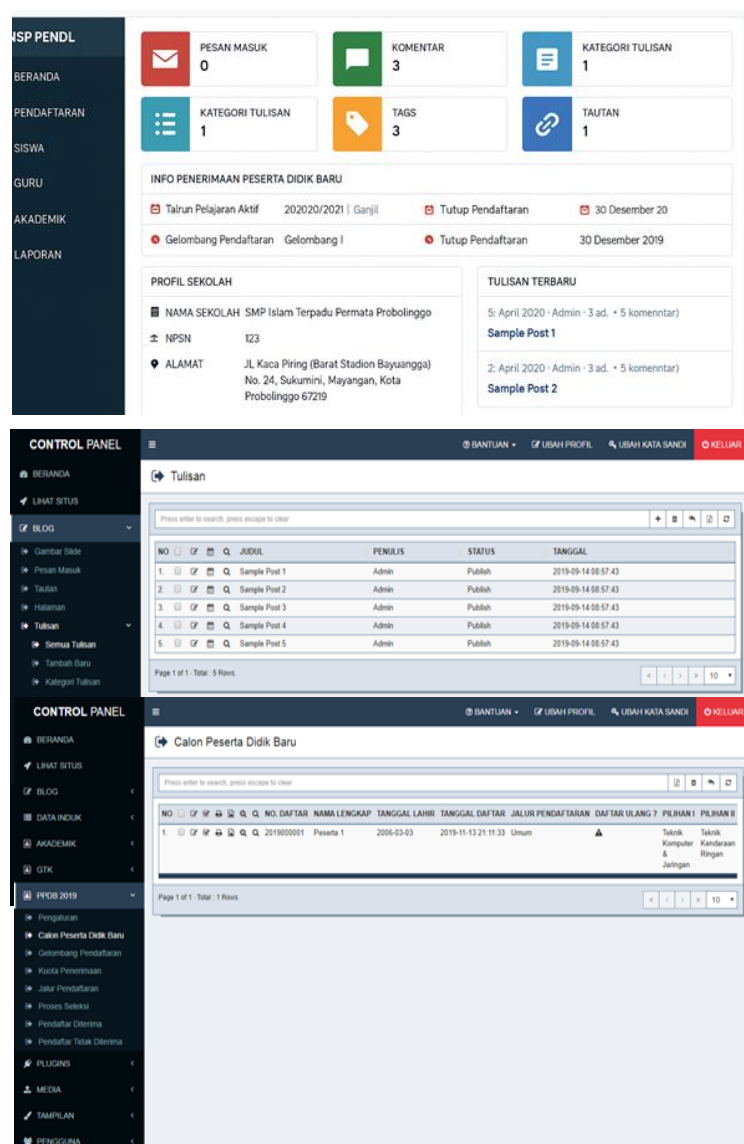 NSP PENDL
BERANDA
PENDAFTARAN
SISWA
GURU
AKADEMIK
LAPORAN
PESAN MASUK
0
KOMENTAR
3
KATEGORI TULISAN
1
KATEGORI TULISAN
1
TAGS
3
TAUTAN
1
INFO PENERIMAAN PESERTA DIDIK BARU
Talrun Pelajaran Aktif 202020/2021 | Ganjil Tutup Pendaftaran 30 Desember 20
Gelombang Pendaftaran Gelombang I Tutup Pendaftaran 30 Desember 2019
PROFIL SEKOLAH
NAMA SEKOLAH SMP Islam Terpadu Permata Probolinggo
NPSN 123
ALAMAT JL Kaca Piring (Barat Stadion Bayuangga)
No. 24, Sukumini, Mayangan, Kota
Probolinggo 67219
TULISAN TERBARU
5: April 2020 · Admin · 3 ad. • 5 komenntar)
Sample Post 1
2: April 2020 · Admin · 3 ad. • 5 komenntar)
Sample Post 2
CONTROL PANEL
BANTUAN UBAH PROFIL UBAH KATA SANDI KELUAR
BERANDA
LIHAT SITUS
BLOG
Gambar Slide
Pesan Masuk
Tautan
Halaman
Tulisan
Semua Tulisan
Tambah Baru
Kategori Tulisan
Tulisan
Press enter to search, press escape to clear
NO JUDUL PENULIS STATUS TANGGAL
1. Sample Post 1 Admin Publish 2019-09-14 08:57:43
2. Sample Post 2 Admin Publish 2019-09-14 08:57:43
3. Sample Post 3 Admin Publish 2019-09-14 08:57:43
4. Sample Post 4 Admin Publish 2019-09-14 08:57:43
5. Sample Post 5 Admin Publish 2019-09-14 08:57:43
Page 1 of 1 · Total : 5 Rows. 10
CONTROL PANEL
BANTUAN UBAH PROFIL UBAH KATA SANDI KELUAR
BERANDA
LIHAT SITUS
BLOG
DATA INDUK
AKADEMIK
GTK
PPDB 2019
Pengaturan
Calon Peserta Didik Baru
Gelombang Pendaftaran
Kuota Penerimaan
Jalur Pendaftaran
Proses Seleksi
Pendaftar Diterima
Pendaftar Tidak Diterima
PLUGINS
MEDIA
TAMPILAN
PENGGUNA
Calon Peserta Didik Baru
Press enter to search, press escape to clear
NO NO. DAFTAR NAMA LENGKAP TANGGAL LAHIR TANGGAL DAFTAR JALUR PENDAFTARAN DAFTAR ULANG ? PILIHAN I PILIHAN II
1. 2019000001 Peserta 1 2006-03-03 2019-11-13 21:11:33 Umum Teknik Teknik
Komputer Kendaraan
& Ringan
Jaringan
Page 1 of 1 · Total : 1 Rows. 10